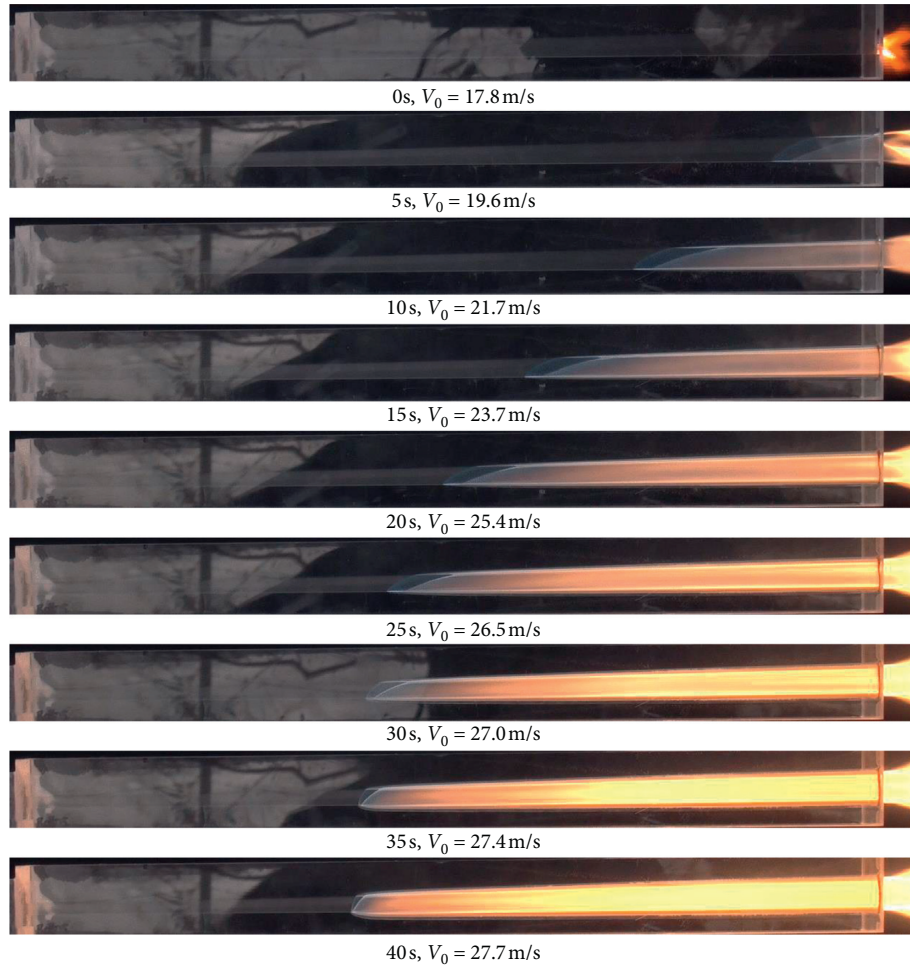 0s, V₀ = 17.8 m/s
5 s, V₀ = 19.6 m/s
10 s, V₀ = 21.7 m/s
15 s, V₀ = 23.7 m/s
20 s, V₀ = 25.4 m/s
25 s, V₀ = 26.5 m/s
30 s, V₀ = 27.0 m/s
35 s, V₀ = 27.4 m/s
40 s, V₀ = 27.7 m/s